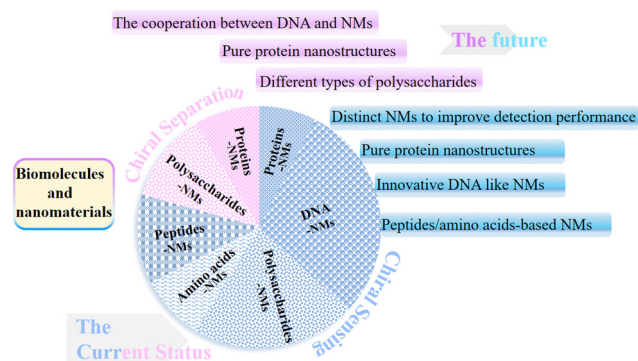 The cooperation between DNA and NMs
Pure protein nanostructures
The future
Different types of polysaccharides
Distinct NMs to improve detection performance
Pure protein nanostructures
Innovative DNA like NMs
Peptides/amino acids-based NMs
Chiral Separation
Proteins
-NMs
Proteins
-NMs
Polysaccharides
-NMs
DNA
-NMs
Peptides
-NMs
Amino acids
-NMs
Polysaccharides
-NMs
Chiral Sensing
Biomolecules
and
nanomaterials
The
Current Status